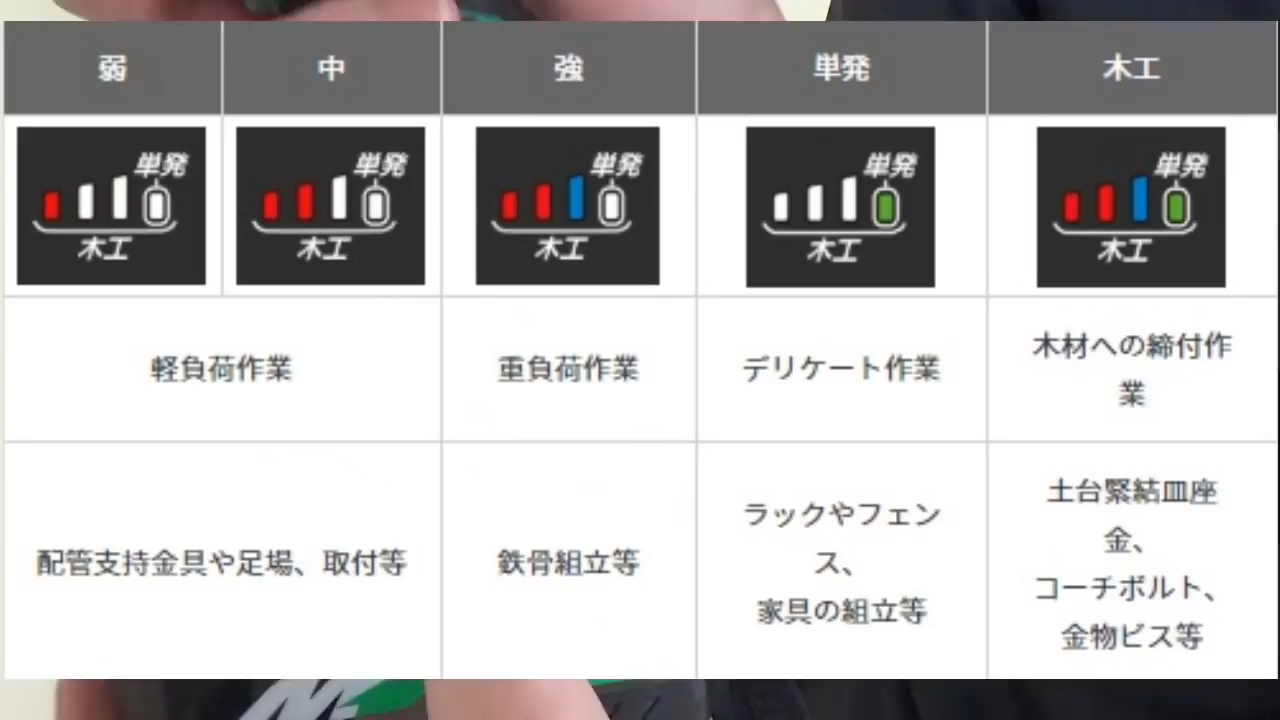 弱 中 強 単発 木工
単発 単発 単発 単発 単発
木工 木工 木工 木工 木工
軽負荷作業 重負荷作業 デリケート作業 木材への締付作
業
配管支持金具や足場、取付等 鉄骨組立等 ラックやフェン
ス、
家具の組立等 土台緊結皿座
金、
コーチボルト、
金物ビス等